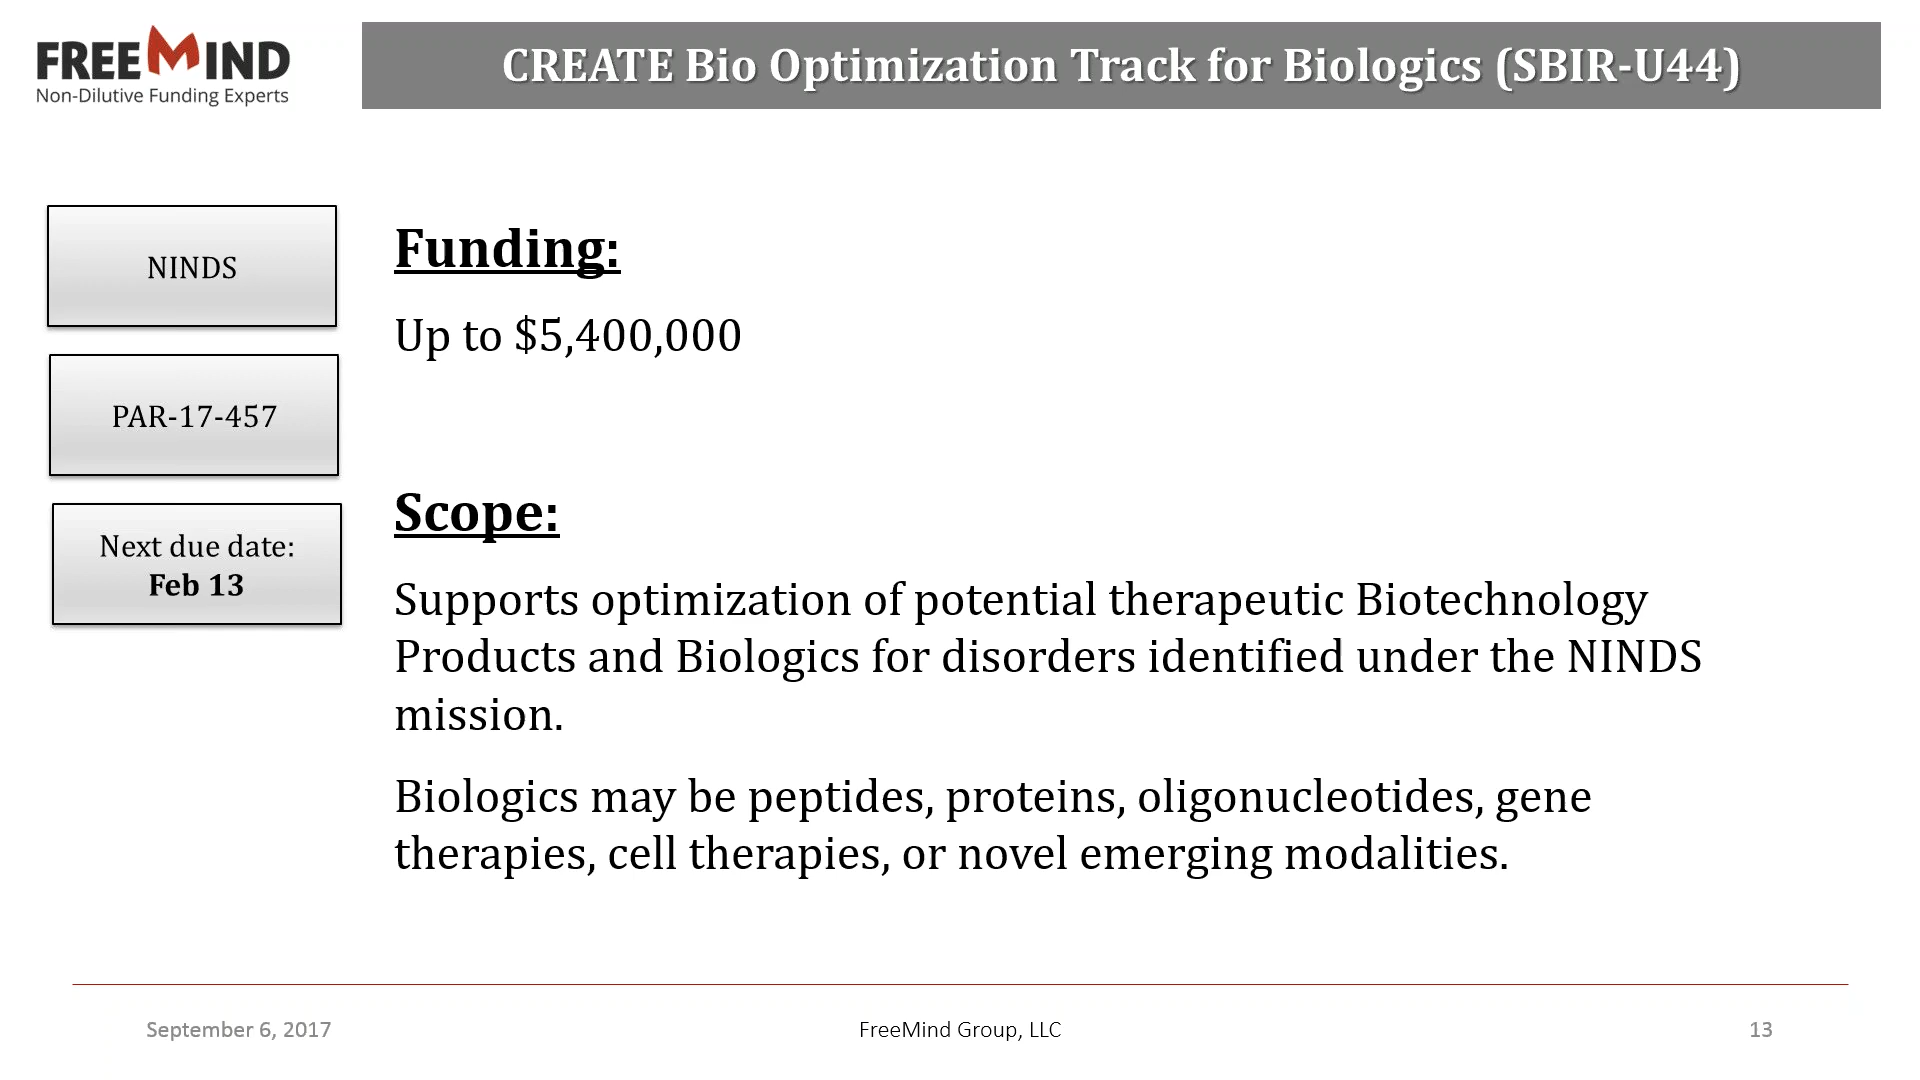 FREEMIND
Non-Dilutive Funding Experts
CREATE Bio Optimization Track for Biologics (SBIR-U44)
NINDS
PAR-17-457
Next due date:
Feb 13
Funding:
Up to $5,400,000
Scope:
Supports optimization of potential therapeutic Biotechnology
Products and Biologics for disorders identified under the NINDS
mission.
Biologics may be peptides, proteins, oligonucleotides, gene
therapies, cell therapies, or novel emerging modalities.
September 6, 2017
FreeMind Group, LLC
13